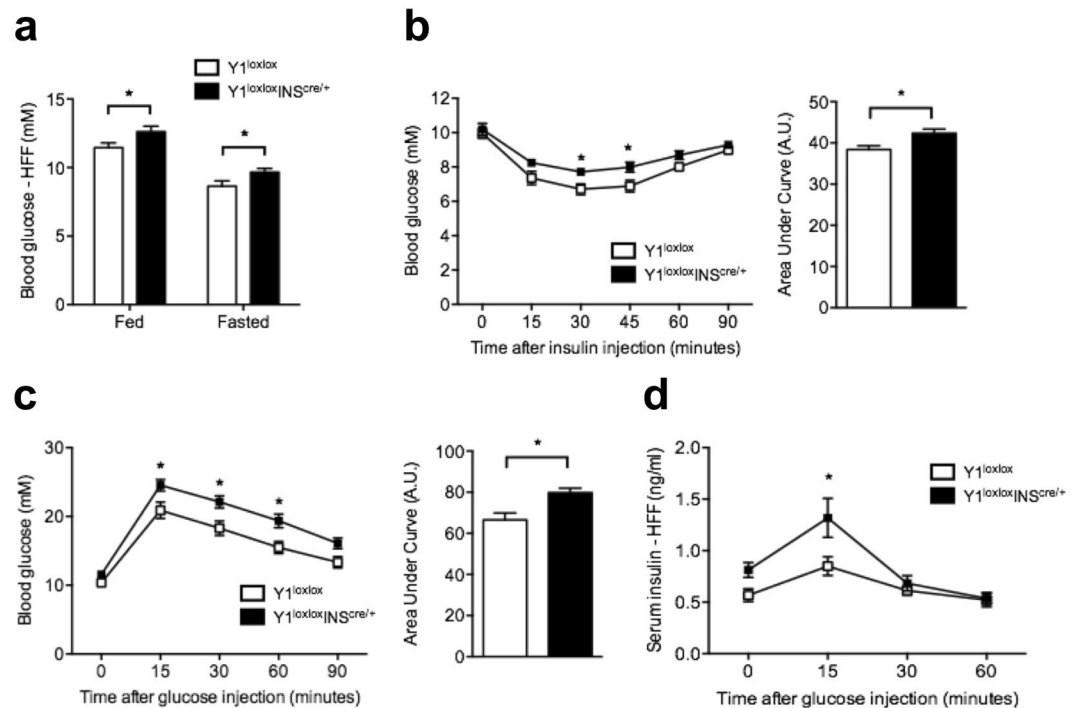 a
Y1loxlox
Y1loxloxINScre/+
Blood glucose - HFF (mM)
15
10
5
0
*
*
Fed
Fasted
b
Blood glucose (mM)
12
10
8
6
4
2
0
*
*
Y1loxlox
Y1loxloxINScre/+
0 15 30 45 60 90
Time after insulin injection (minutes)
Area Under Curve (A.U.)
50
40
30
20
10
0
*
c
Blood glucose (mM)
30
20
10
0
*
*
*
Y1loxlox
Y1loxloxINScre/+
0 15 30 60 90
Time after glucose injection (minutes)
Area Under Curve (A.U.)
100
80
60
40
20
0
*
d
Serum insulin - HFF (ng/ml)
2.0
1.5
1.0
0.5
0.0
*
Y1loxlox
Y1loxloxINScre/+
0 15 30 60
Time after glucose injection (minutes)